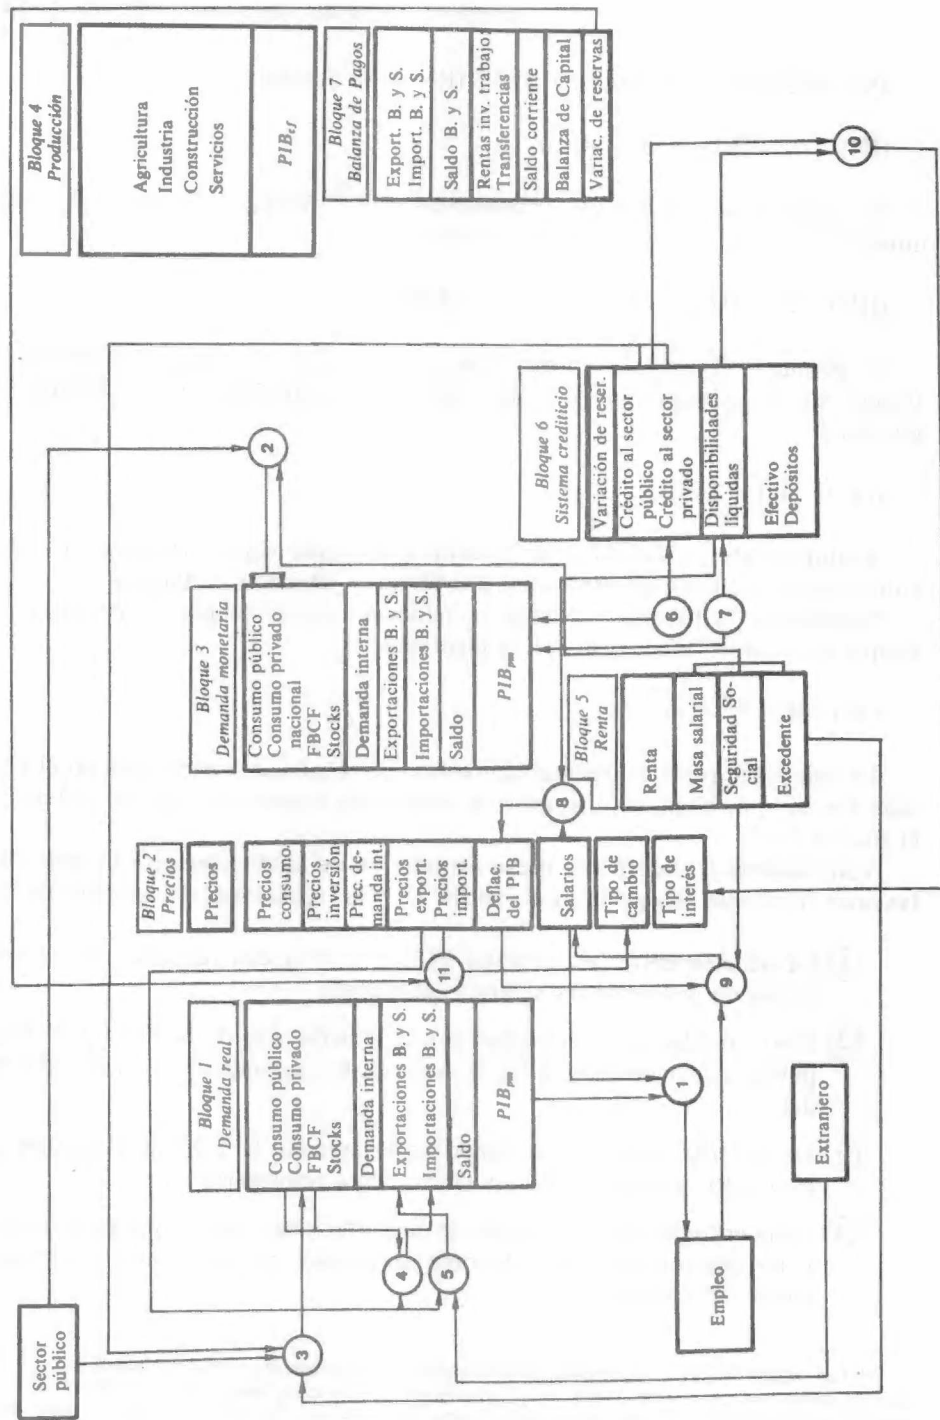 Sector
público
3
Bloque 1
Demanda real
Consumo público
Consumo privado
FBCF
Stocks
Demanda interna
Exportaciones B. y S.
Importaciones B. y S.
Saldo
PIBpm
4
5
1
Empleo
Extranjero
11
9
Bloque 2
Precios
Precios
Precios
consumo.
Precios
inversión.
Prec. de-
manda int.
Precios
export.
Precios
import.
Deflac.
del PIB
Salarios
Tipo de
cambio
Tipo de
interés
8
2
Bloque 3
Demanda monetaria
Consumo público
Consumo privado
nacional
FBCF
Stocks
Demanda interna
Exportaciones B. y S.
Importaciones B. y S.
Saldo
PIBpm
Bloque 5
Renta
Renta
Masa salarial
Seguridad So-
cial
Excedente
6
7
Bloque 6
Sistema crediticio
Variación de reser.
Crédito al sector
público
Crédito al sector
privado
Disponibilidades
líquidas
Efectivo
Depósitos
10
Bloque 4
Producción
Agricultura
Industria
Construcción
Servicios
PIBcf
Bloque 7
Balanza de Pagos
Export. B. y S.
Import. B. y S.
Saldo B. y S.
Rentas inv. trabajo:
Transferencias
Saldo corriente
Balanza de Capital
Variac. de reservas